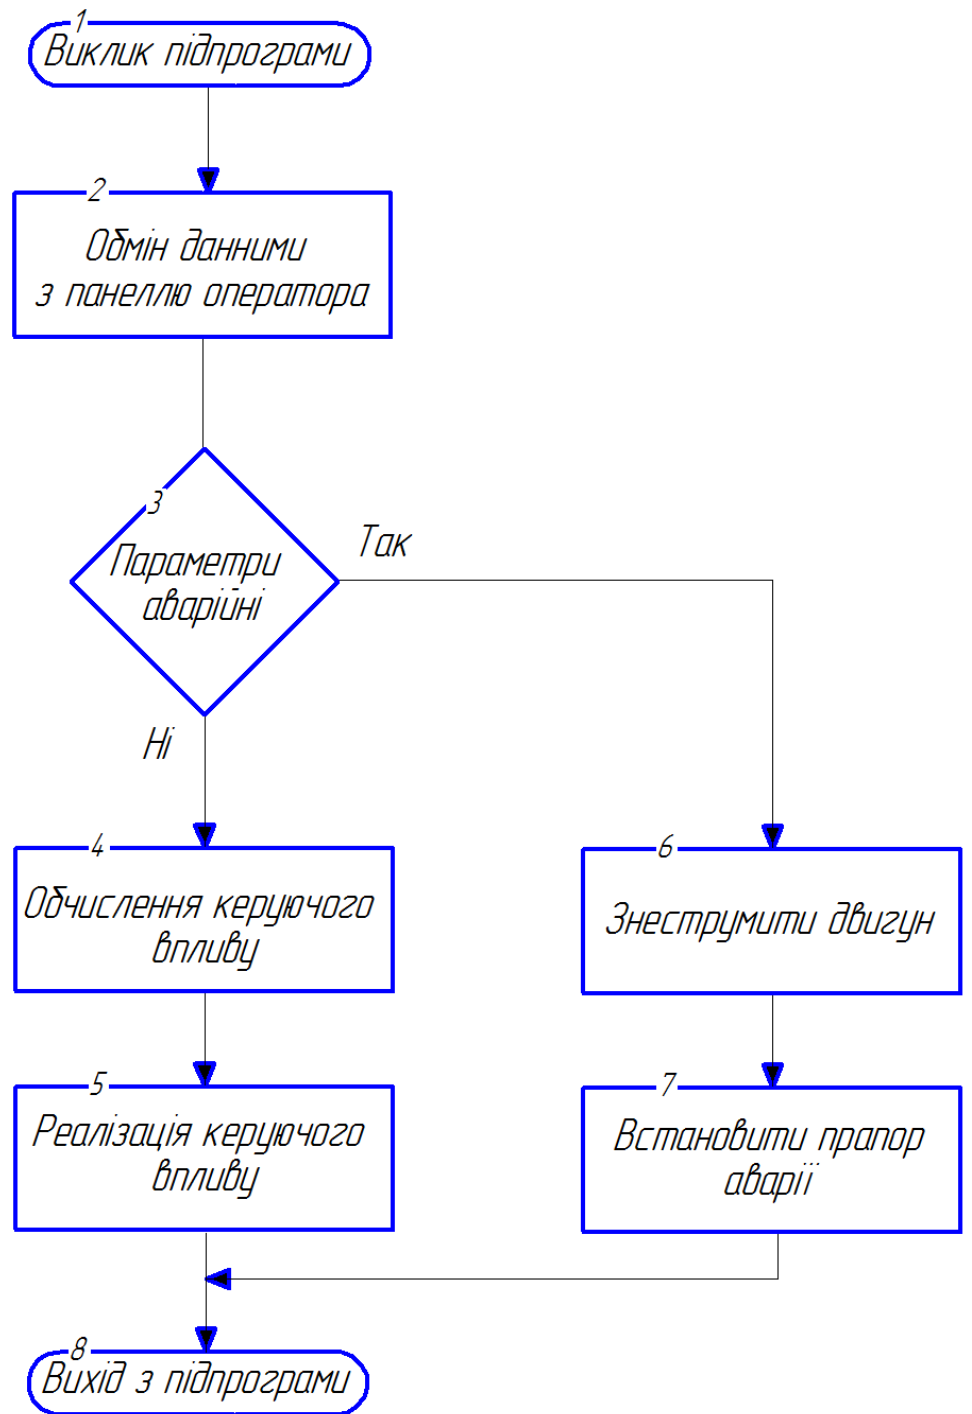 1
Виклик підпрограми
2
Обмін данними
з панеллю оператора
3
Параметри
аварійні
Так
Ні
4
Обчислення керуючого
впливу
5
Реалізація керуючого
впливу
6
Знеструмити двигун
7
Встановити прапор
аварії
8
Вихід з підпрограми